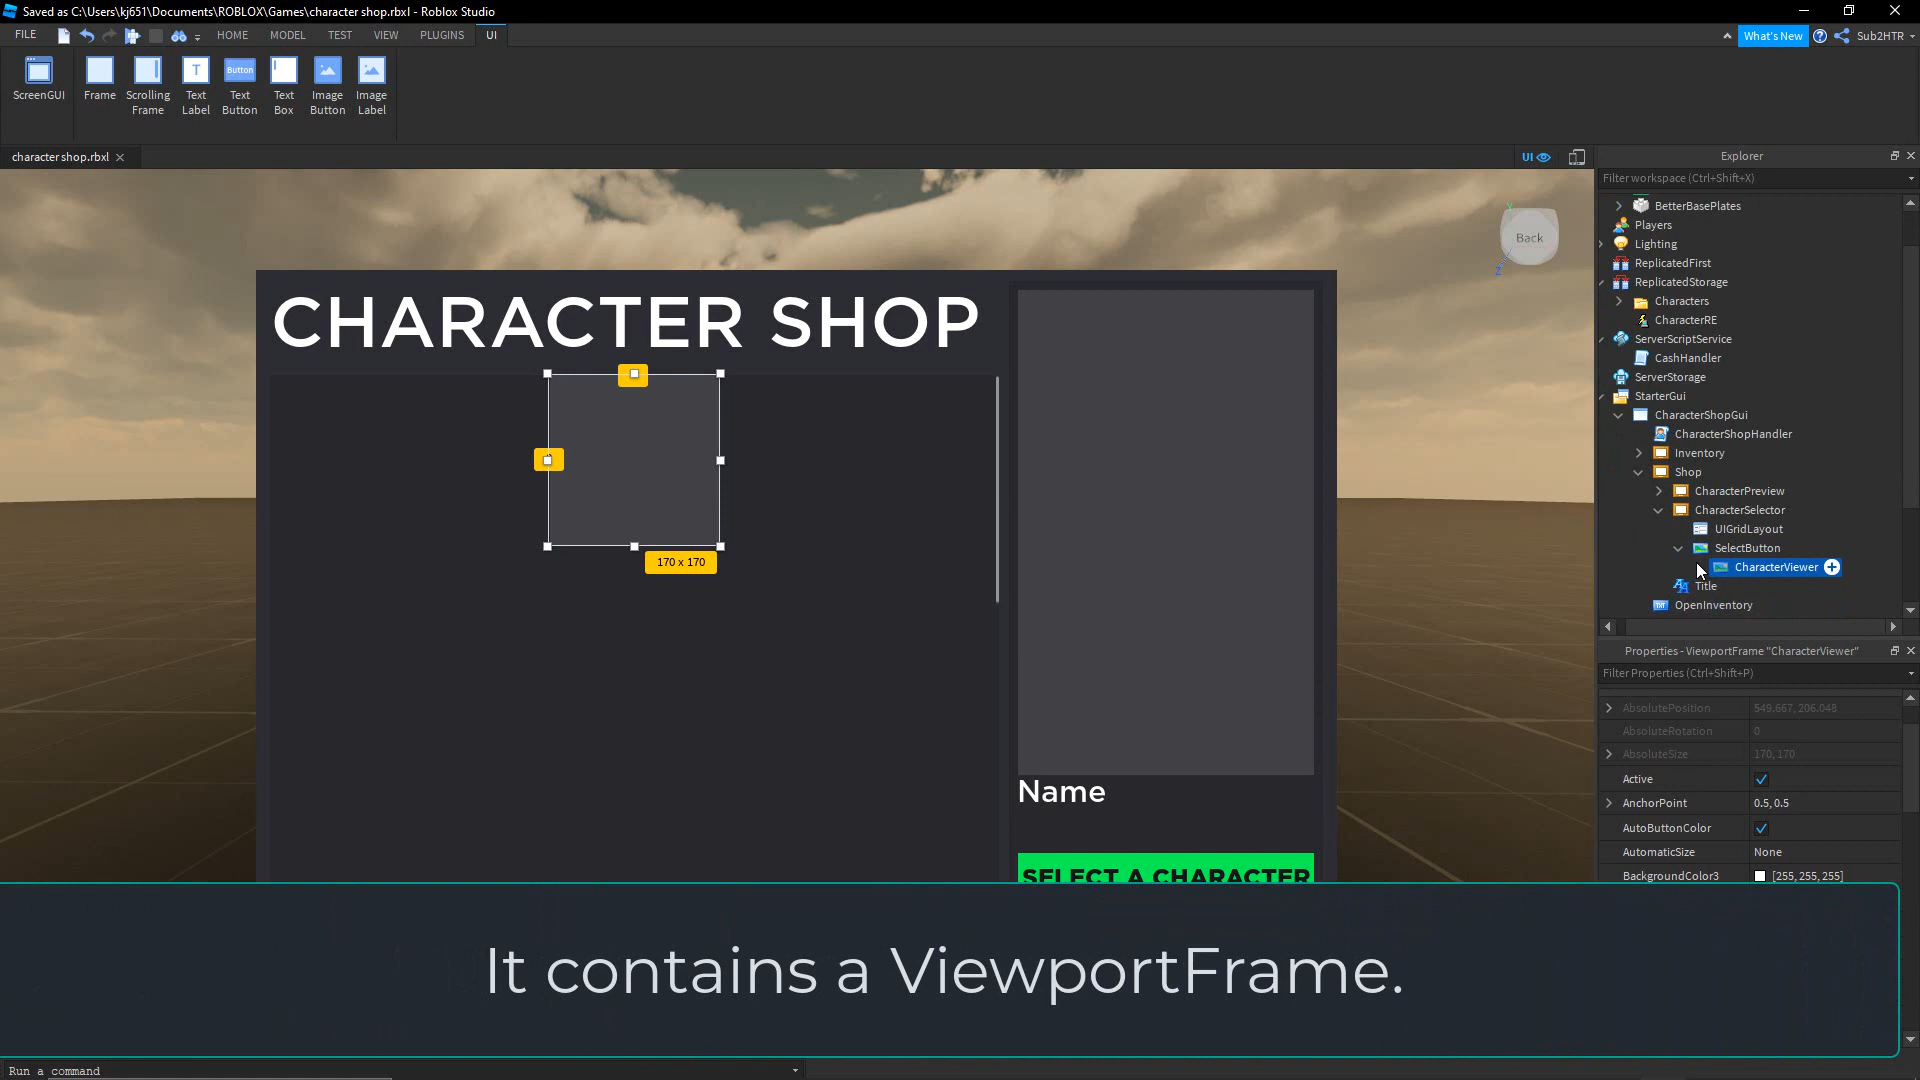 Saved as C:\Users\kj651\Documents\ROBLOX\Games\character shop.rbxl - Roblox Studio
FILE
HOME
MODEL
TEST
VIEW
PLUGINS
UI
What's New
Sub2HTR
ScreenGUI
Frame
Scrolling
Frame
Text
Label
Button
Text
Button
Text
Box
Image
Button
Image
Label
character shop.rbxl
UI
Explorer
Filter workspace (Ctrl+Shift+X)
BetterBasePlates
Players
Lighting
ReplicatedFirst
ReplicatedStorage
Characters
CharacterRE
ServerScriptService
CashHandler
ServerStorage
StarterGui
CharacterShopGui
CharacterShopHandler
Inventory
Shop
CharacterPreview
CharacterSelector
UIGridLayout
SelectButton
CharacterViewer
Title
OpenInventory
Back
Y
Z
CHARACTER SHOP
170 x 170
Name
SELECT A CHARACTER
Properties - ViewportFrame "CharacterViewer"
Filter Properties (Ctrl+Shift+P)
AbsolutePosition 549.667, 206.048
AbsoluteRotation 0
AbsoluteSize 170, 170
Active
AnchorPoint 0.5, 0.5
AutoButtonColor
AutomaticSize None
BackgroundColor3 [255, 255, 255]
It contains a ViewportFrame.
Run a command